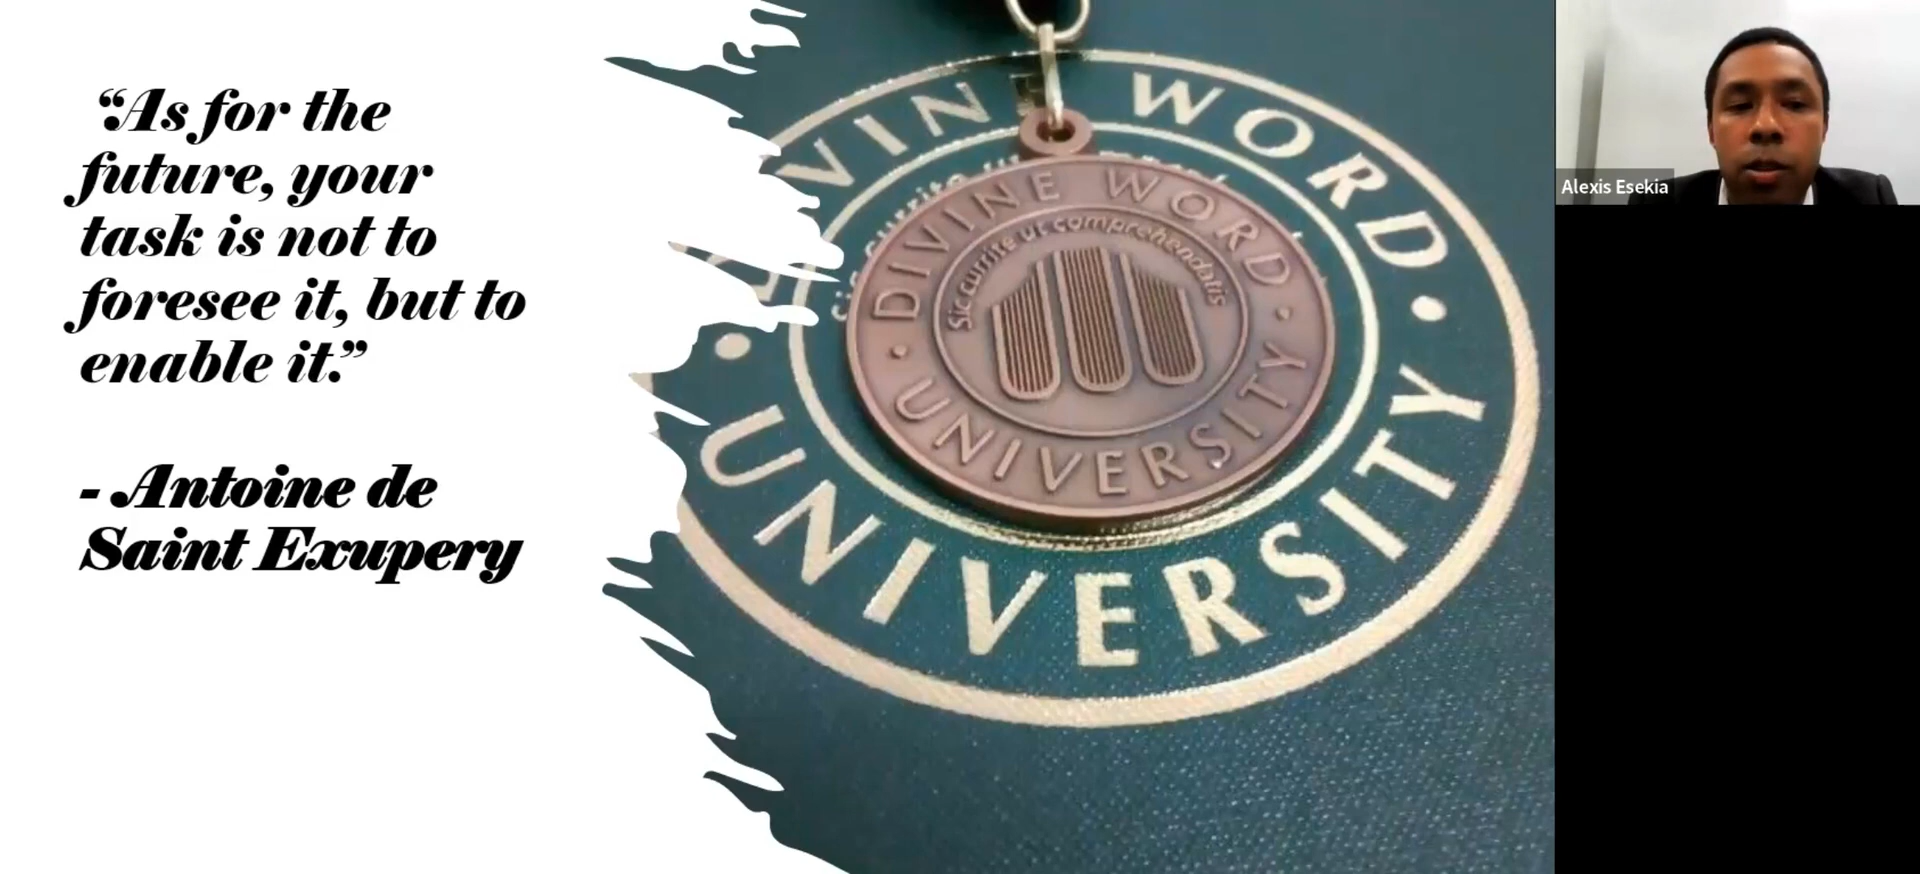 “As for the
future, your
task is not to
foresee it, but to
enable it.”
- Antoine de
Saint Exupery
VIN WORD
UNIVERSITY
DIVINE WORD
Sic currite ut comprehendatis
UNIVERSITY
Alexis Esekia